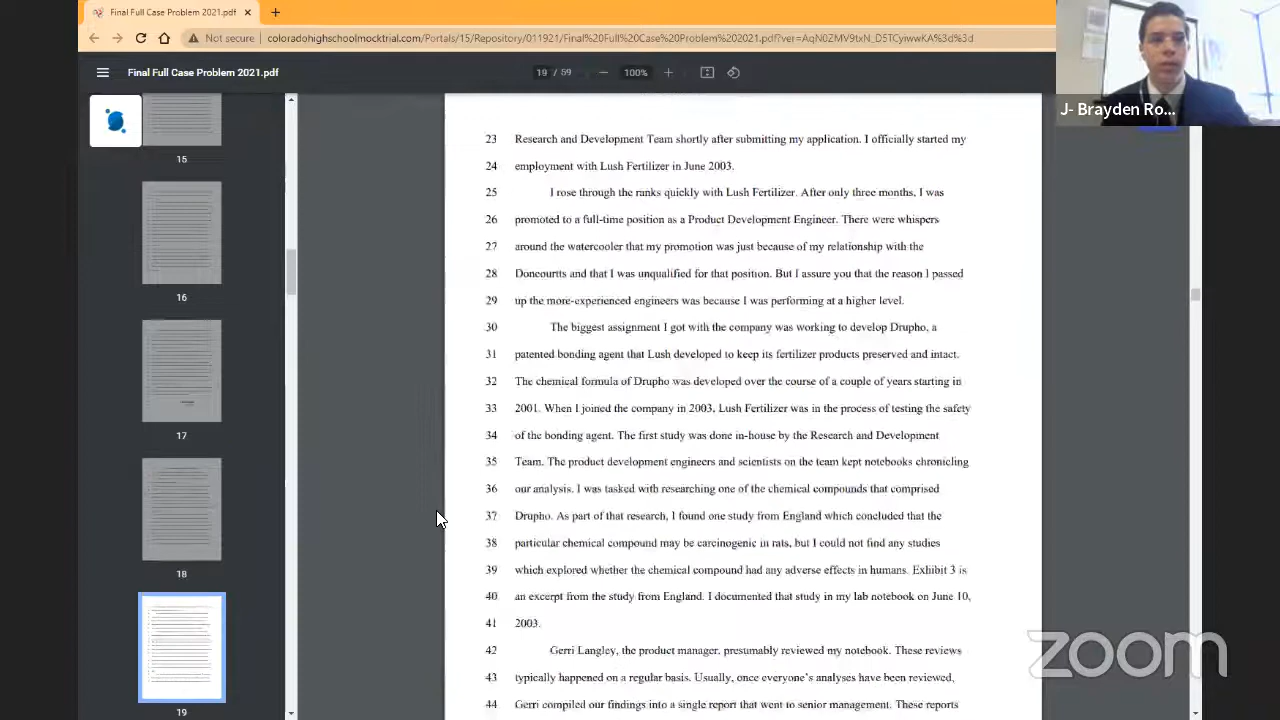 Final Full Case Problem 2021.pdf
Not secure
coloradohighschoolmocktrial.com/Portals/15/Repository/011921/Final%20Full%20Case%20Problem%202021.pdf?ver=AqN0ZMV9txN_D5TCyiwwKA%3d%3d
Final Full Case Problem 2021.pdf
19 / 59
100%
J- Brayden Ro...
15
16
17
18
19
23 Research and Development Team shortly after submitting my application. I officially started my
24 employment with Lush Fertilizer in June 2003.
25 I rose through the ranks quickly with Lush Fertilizer. After only three months, I was
26 promoted to a full-time position as a Product Development Engineer. There were whispers
27 around the watercooler that my promotion was just because of my relationship with the
28 Doncourtts and that I was unqualified for that position. But I assure you that the reason I passed
29 up the more-experienced engineers was because I was performing at a higher level.
30 The biggest assignment I got with the company was working to develop Drupho, a
31 patented bonding agent that Lush developed to keep its fertilizer products preserved and intact.
32 The chemical formula of Drupho was developed over the course of a couple of years starting in
33 2001. When I joined the company in 2003, Lush Fertilizer was in the process of testing the safety
34 of the bonding agent. The first study was done in-house by the Research and Development
35 Team. The product development engineers and scientists on the team kept notebooks chronicling
36 our analysis. I was tasked with researching one of the chemical compounds that comprised
37 Drupho. As part of that research, I found one study from England which concluded that the
38 particular chemical compound may be carcinogenic in rats, but I could not find any studies
39 which explored whether the chemical compound had any adverse effects in humans. Exhibit 3 is
40 an excerpt from the study from England. I documented that study in my lab notebook on June 10,
41 2003.
42 Gerri Langley, the product manager, presumably reviewed my notebook. These reviews
43 typically happened on a regular basis. Usually, once everyone's analyses have been reviewed,
44 Gerri compiled our findings into a single report that went to senior management. These reports
zoom